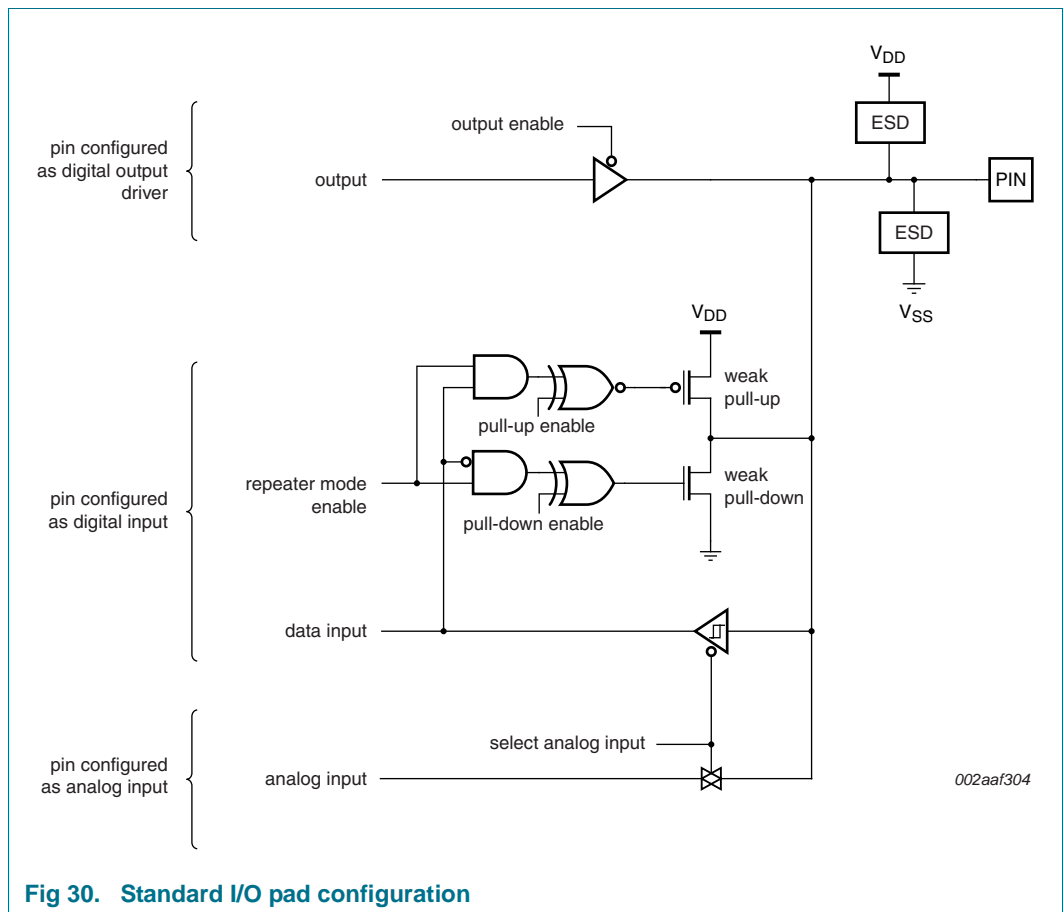 VDD
ESD
output enable
pin configured
as digital output
driver
output
PIN
ESD
VSS
VDD
weak
pull-up
pull-up enable
pin configured
as digital input
repeater mode
enable
weak
pull-down
pull-down enable
data input
select analog input
pin configured
as analog input
analog input
002aaf304
Fig 30. Standard I/O pad configuration